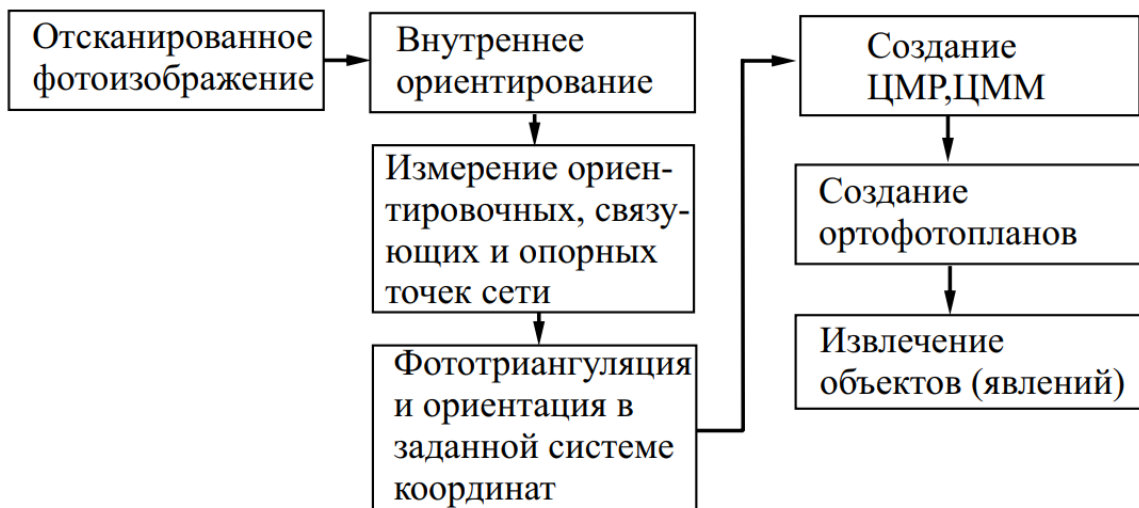 Отсканированное
фотоизображение
Внутреннее
ориентирование
Измерение ориен-
тировочных, связу-
ющих и опорных
точек сети
Фототриангуляция
и ориентация в
заданной системе
координат
Создание
ЦМР,ЦММ
Создание
ортофотопланов
Извлечение
объектов (явлений)